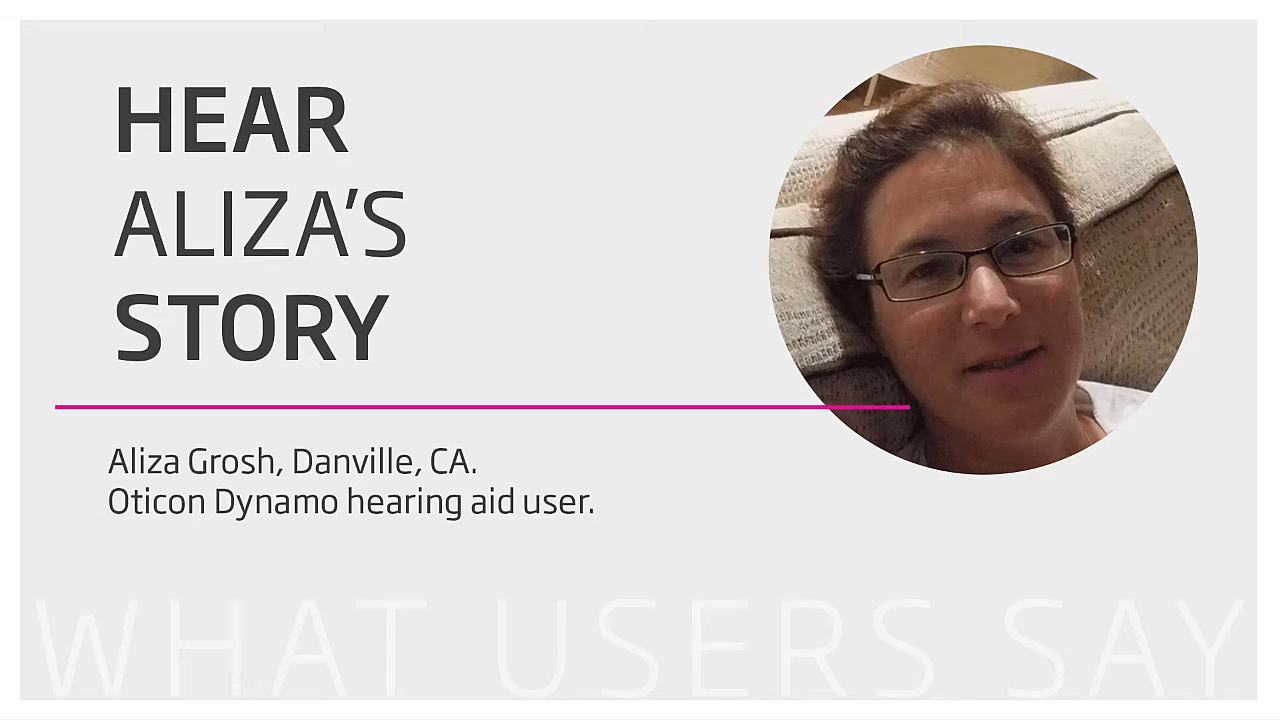 HEAR
ALIZA’S
STORY
Aliza Grosh, Danville, CA.
Oticon Dynamo hearing aid user.
WHAT USERS SAY